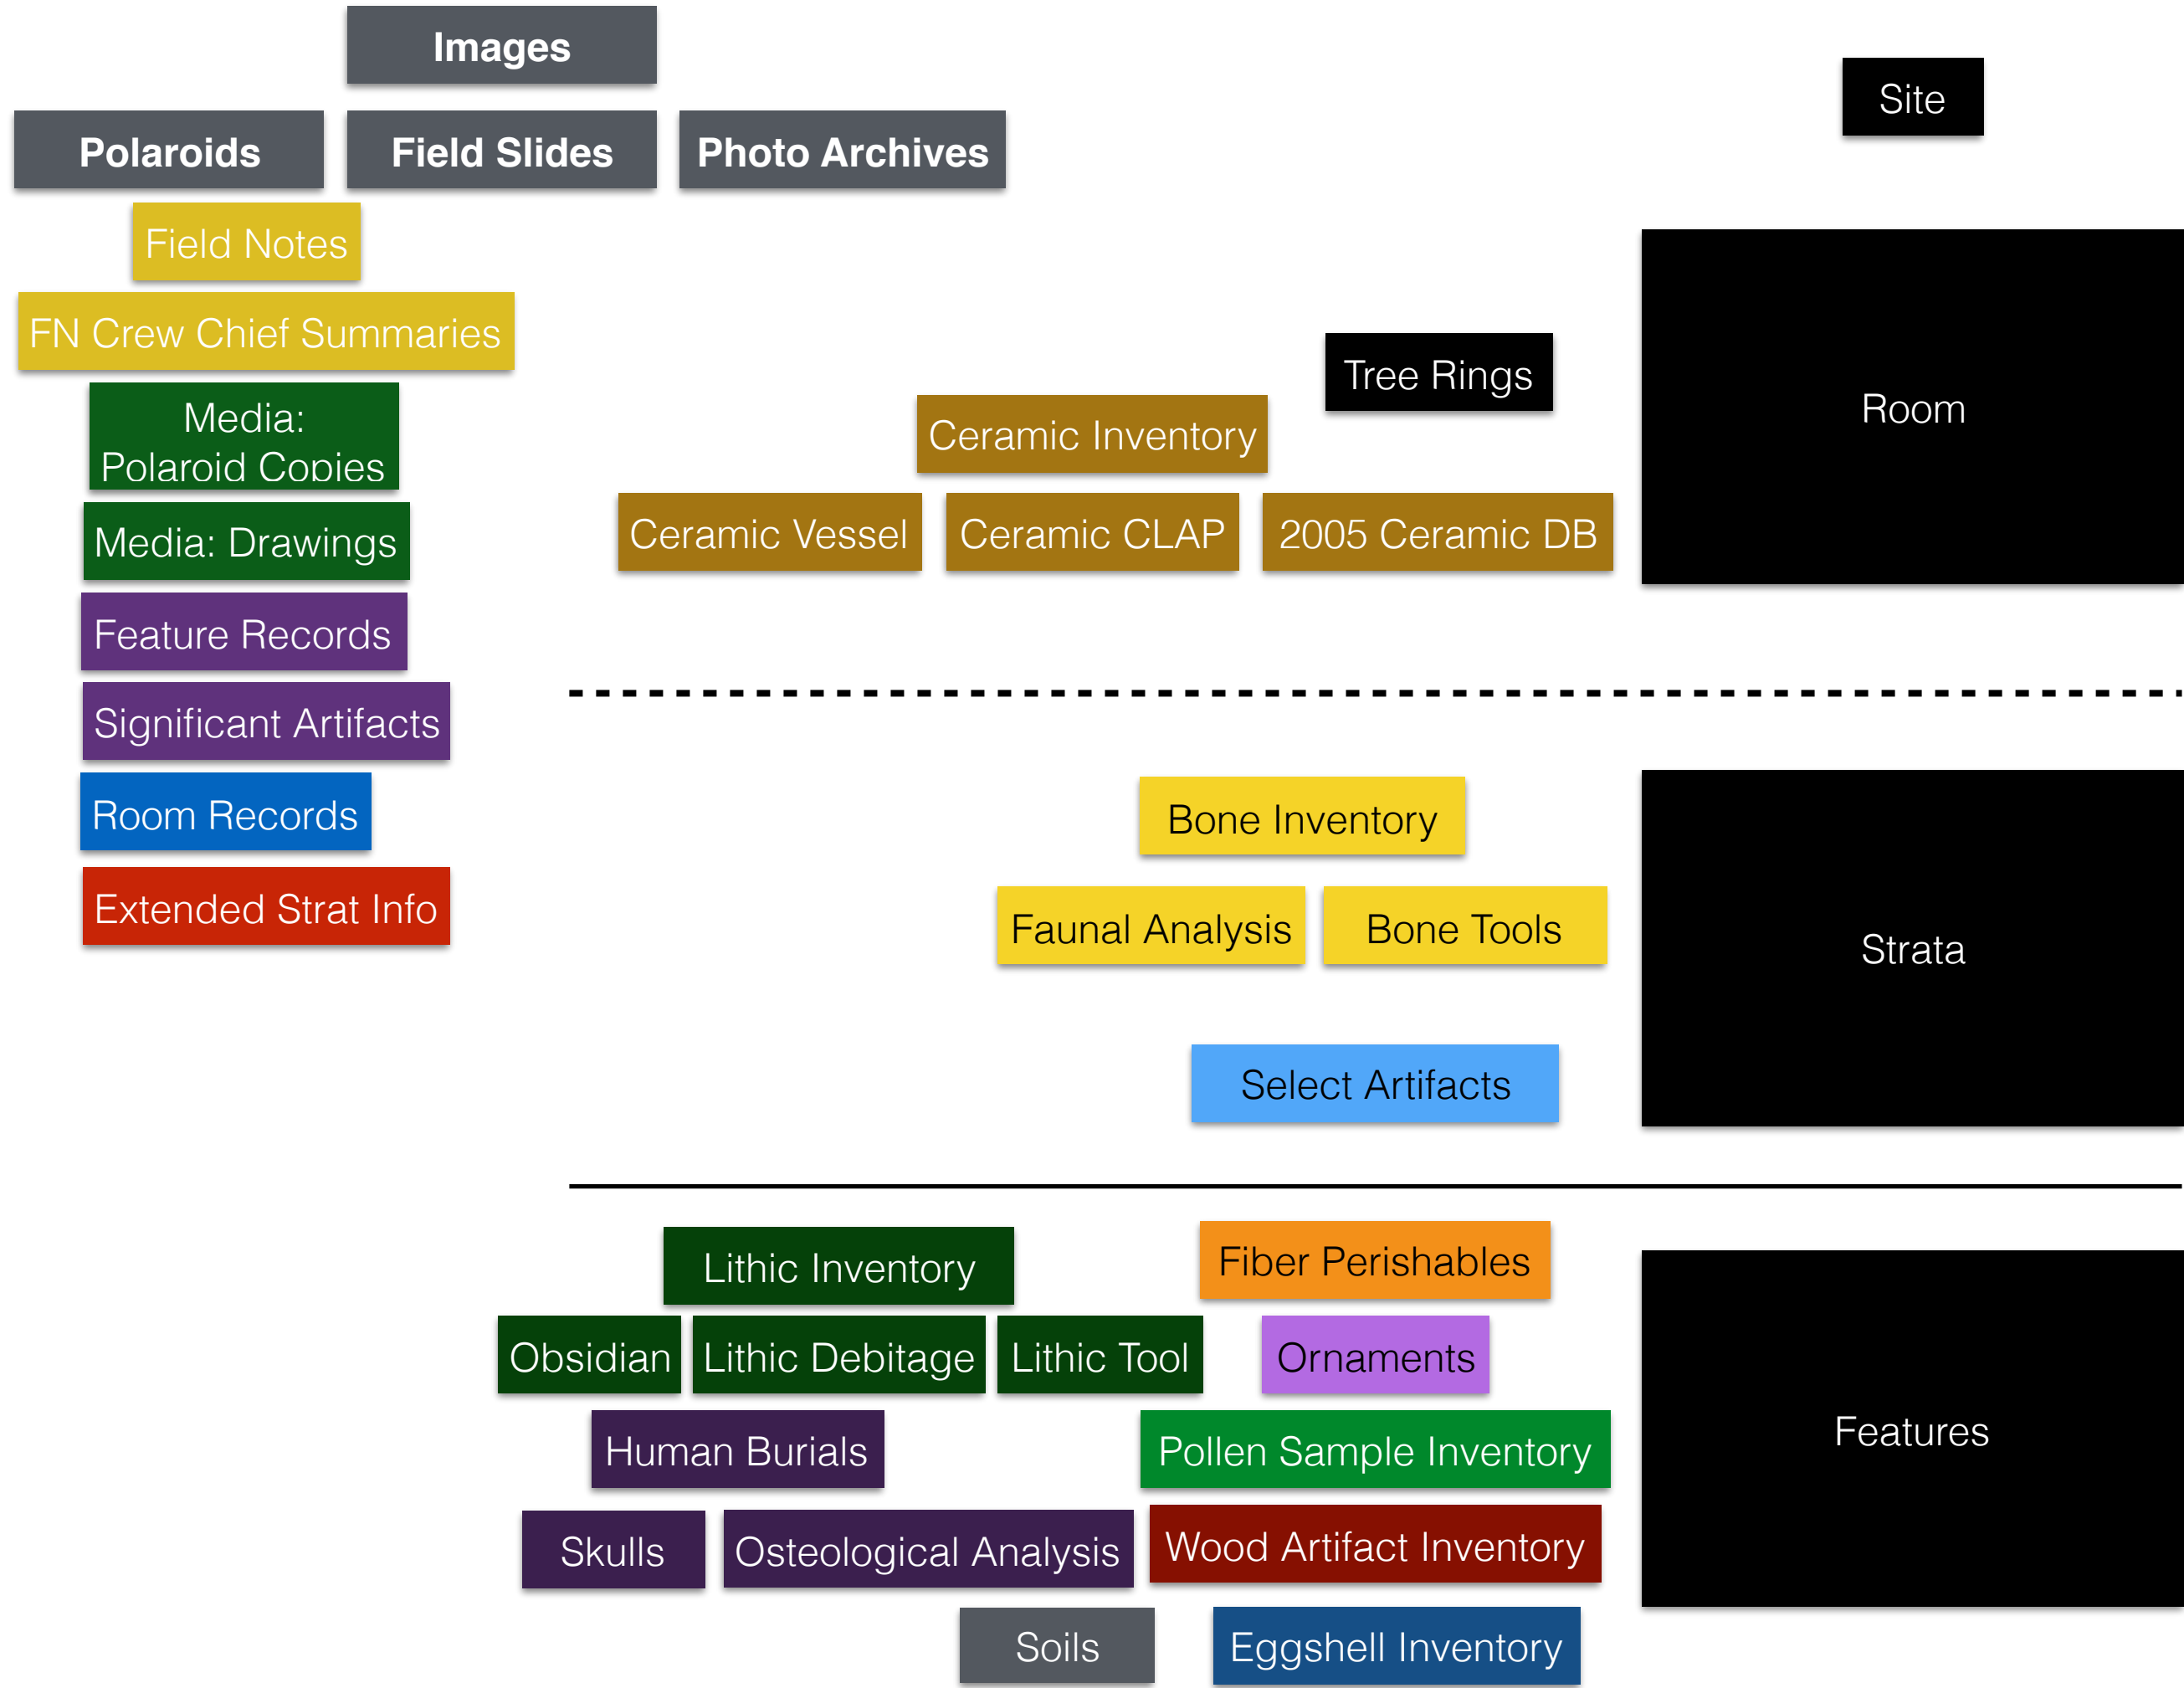 Images
Site
Polaroids
Field Slides
Photo Archives
Field Notes
FN Crew Chief Summaries
Media:
Polaroid Copies
Media: Drawings
Feature Records
Significant Artifacts
Room Records
Extended Strat Info
Tree Rings
Ceramic Inventory
Ceramic Vessel
Ceramic CLAP
2005 Ceramic DB
Room
Bone Inventory
Faunal Analysis
Bone Tools
Select Artifacts
Strata
Lithic Inventory
Fiber Perishables
Obsidian
Lithic Debitage
Lithic Tool
Ornaments
Human Burials
Pollen Sample Inventory
Skulls
Osteological Analysis
Wood Artifact Inventory
Soils
Eggshell Inventory
Features